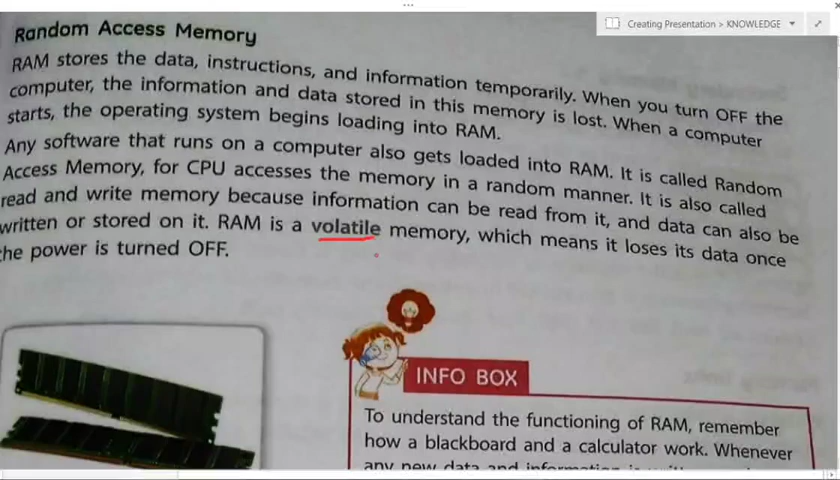 Creating Presentation > KNOWLEDGE
Random Access Memory
RAM stores the data, instructions, and information temporarily. When you turn OFF the
computer, the information and data stored in this memory is lost. When a computer
starts, the operating system begins loading into RAM.
Any software that runs on a computer also gets loaded into RAM. It is called Random
Access Memory, for CPU accesses the memory in a random manner. It is also called
read and write memory because information can be read from it, and data can also be
written or stored on it. RAM is a volatile memory, which means it loses its data once
the power is turned OFF.
INFO BOX
To understand the functioning of RAM, remember
how a blackboard and a calculator work. Whenever
any new data and information is